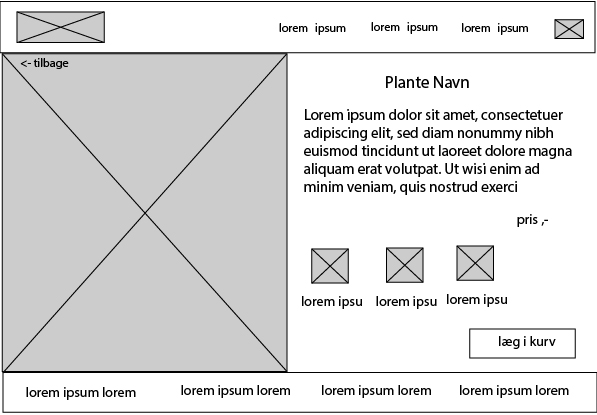 lorem ipsum lorem ipsum lorem ipsum
<- tilbage
Plante Navn
Lorem ipsum dolor sit amet, consectetuer
adipiscing elit, sed diam nonummy nibh
euismod tincidunt ut laoreet dolore magna
aliquam erat volutpat. Ut wisi enim ad
minim veniam, quis nostrud exerci
pris ,-
lorem ipsu lorem ipsu lorem ipsu
læg i kurv
lorem ipsum lorem lorem ipsum lorem lorem ipsum lorem lorem ipsum lorem